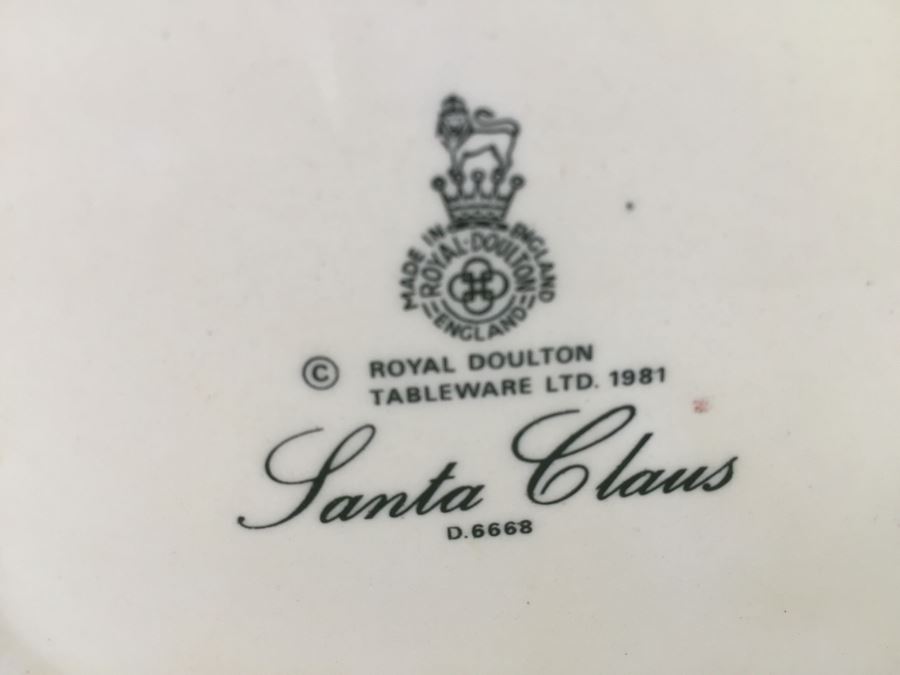 MADE IN ENGLAND
ROYAL·DOULTON
ENGLAND
© ROYAL DOULTON
TABLEWARE LTD. 1981
Santa Claus
D.6668